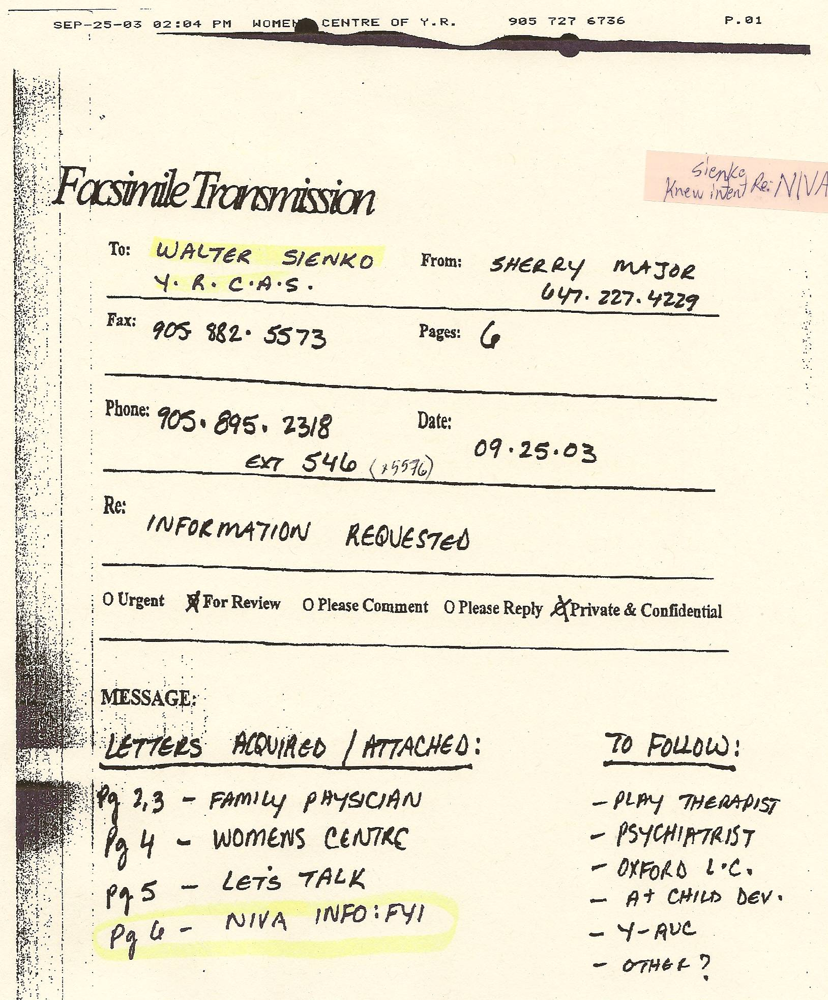 SEP-25-03 02:04 PM WOMEN CENTRE OF Y.R. 905 727 6736 P.01
Sienko
Knew intent Re: NIVA
Facsimile Transmission
To: WALTER SIENKO From: SHERRY MAJOR
Y. R. C.A.S. 647. 227. 4229
Fax: 905 882. 5573 Pages: 6
Phone: 905. 895. 2318 Date: 09.25.03
EXT 546 (x5596)
Re: INFORMATION REQUESTED
O Urgent For Review O Please Comment O Please Reply Private & Confidential
MESSAGE:
LETTERS ACQUIRED / ATTACHED: TO FOLLOW:
Pg 2,3 - FAMILY PHYSICIAN - PLAY THERAPIST
Pg 4 - WOMENS CENTRE - PSYCHIATRIST
Pg 5 - LET'S TALK - OXFORD L.C.
Pg 6 - NIVA INFO: FYI - A+ CHILD DEV.
- Y-AUC
- OTHER?